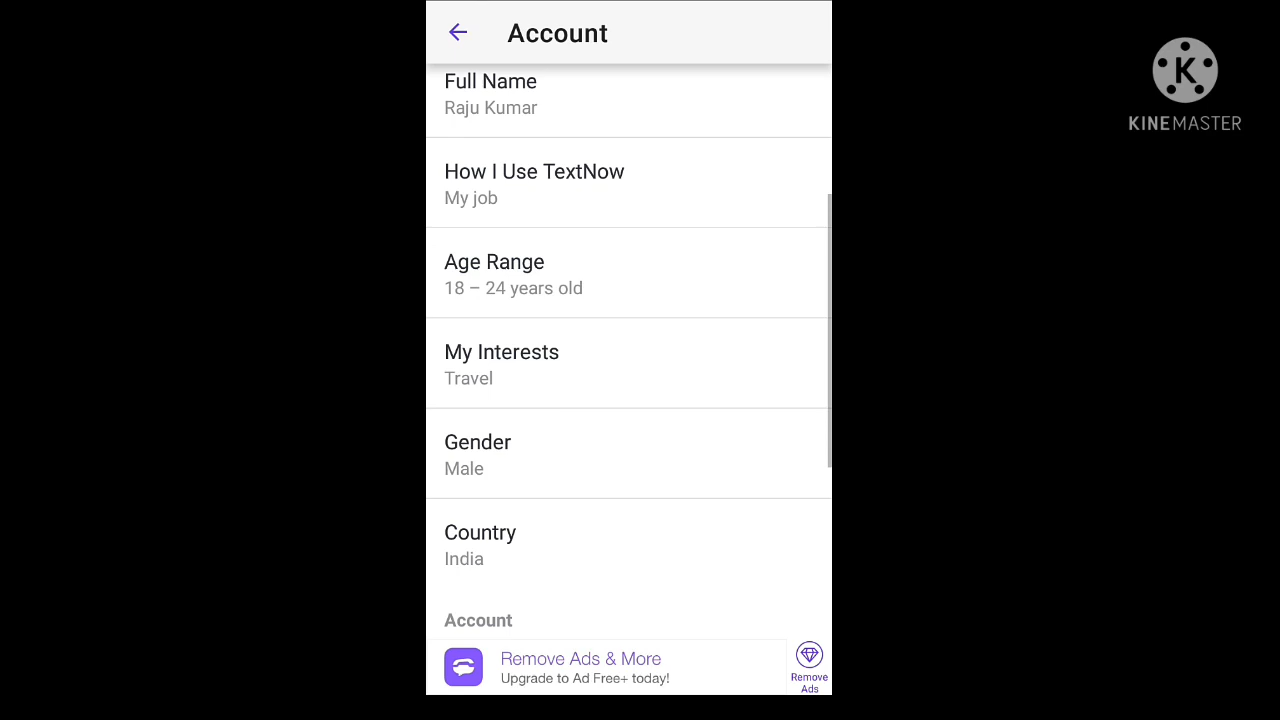 Account
Full Name
Raju Kumar
How I Use TextNow
My job
Age Range
18 – 24 years old
My Interests
Travel
Gender
Male
Country
India
Account
Remove Ads & More
Upgrade to Ad Free+ today!
Remove
Ads
K
KINEMASTER